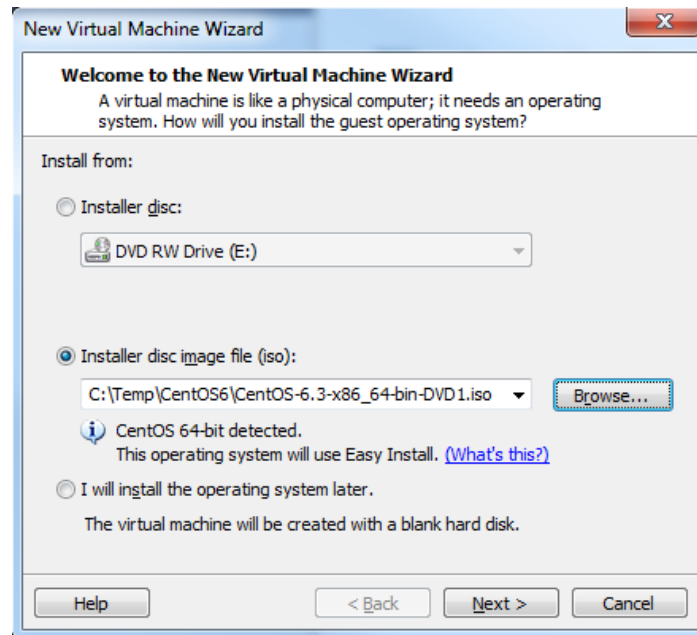 New Virtual Machine Wizard
Welcome to the New Virtual Machine Wizard
A virtual machine is like a physical computer; it needs an operating
system. How will you install the guest operating system?
Install from:
Installer disc:
DVD RW Drive (E:)
Installer disc image file (iso):
C:\Temp\CentOS6\CentOS-6.3-x86_64-bin-DVD1.iso
Browse...
CentOS 64-bit detected.
This operating system will use Easy Install. (What's this?)
I will install the operating system later.
The virtual machine will be created with a blank hard disk.
Help
< Back
Next >
Cancel